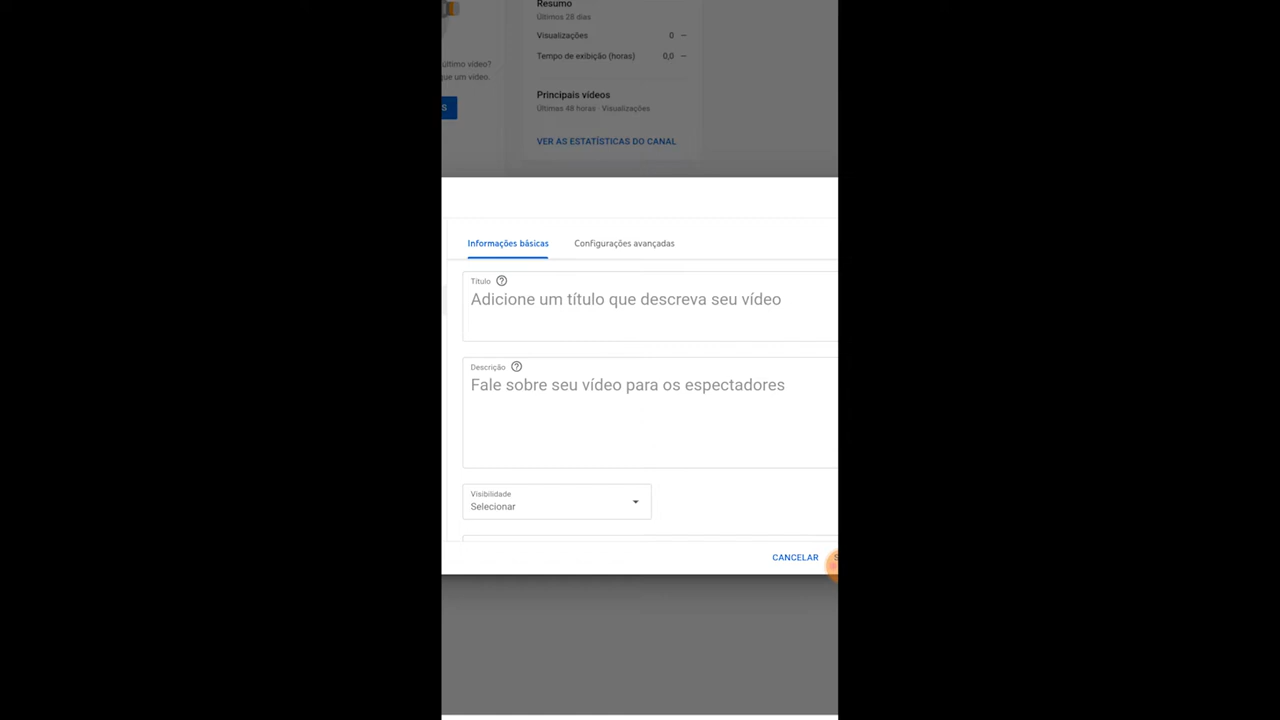 Resumo
Últimos 28 dias
Visualizações 0 –
Tempo de exibição (horas) 0,0 –
último vídeo?
que um vídeo.
Principais vídeos
Últimas 48 horas · Visualizações
S
VER AS ESTATÍSTICAS DO CANAL
Informações básicas Configurações avançadas
Título
Adicione um título que descreva seu vídeo
Descrição
Fale sobre seu vídeo para os espectadores
Visibilidade
Selecionar
CANCELAR